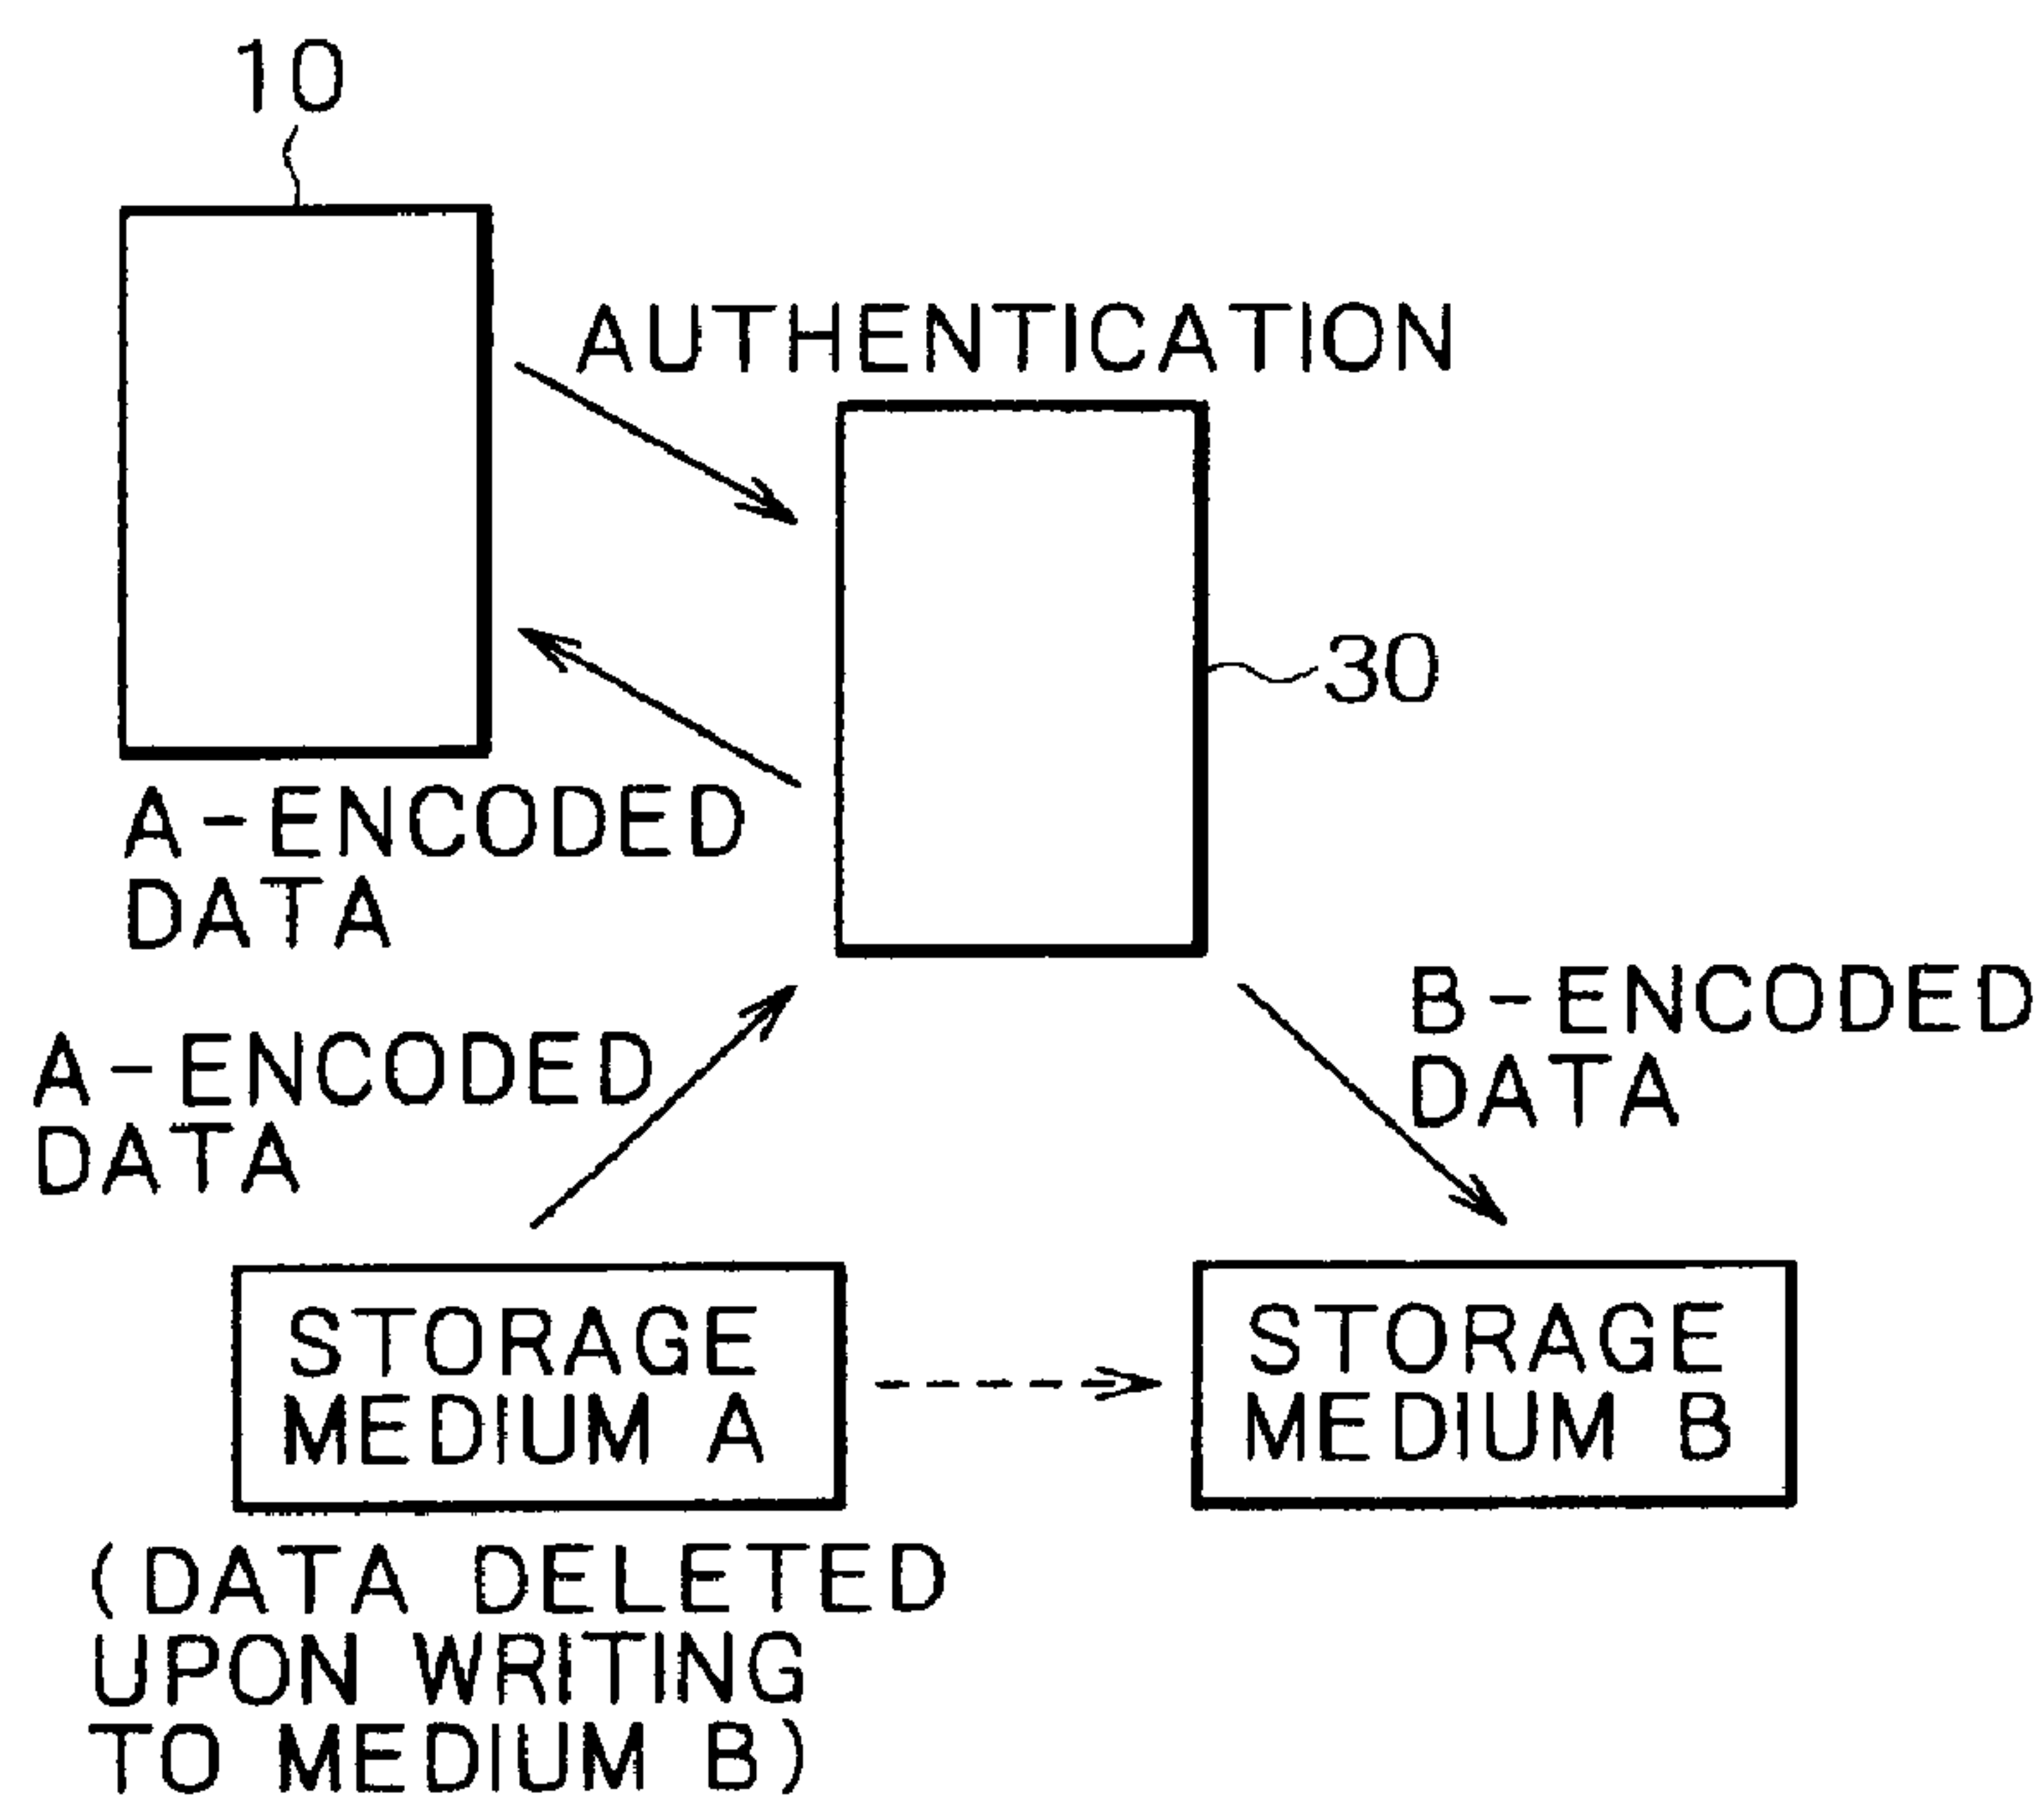 10
AUTHENTICATION
30
A-ENCODED
DATA
A-ENCODED
DATA
B-ENCODED
DATA
STORAGE
MEDIUM A
STORAGE
MEDIUM B
(DATA DELETED
UPON WRITING
TO MEDIUM B)